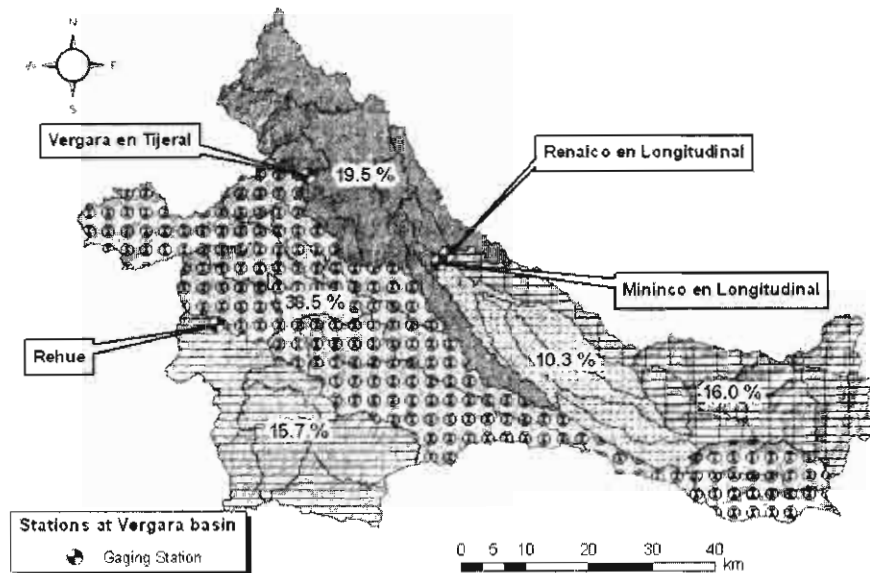 N
W E
S
Vergara en Tijeral
Renaico en Longitudinal
19.5 %
Mininco en Longitudinal
38.5 %
Rehue
10.3 %
16.0 %
15.7 %
Stations at Vergara basin
Gaging Station
0 5 10 20 30 40
km